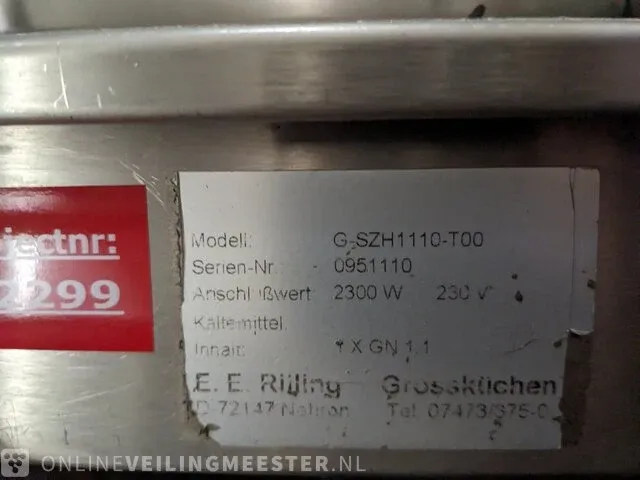 jectnr:
2299
Modell: G-SZH1110-T00
Serien-Nr. 0951110
Anschlußwert 2300 W 230 V
Kältemittel
Inhalt: 1 X GN 1.1
E. E. Rilling Grossküchen
D-72147 Nehren Tel. 07473/375-0
ONLINEVEILINGMEESTER.NL